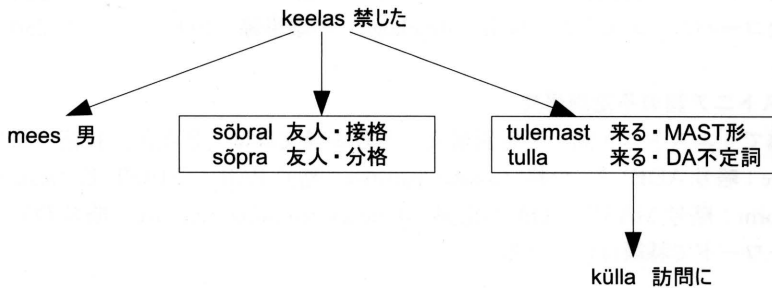 keelas 禁じた
mees 男
sõbral 友人・接格
sõpra 友人・分格
tulemast 来る・MAST形
tulla 来る・DA不定詞
külla 訪問に